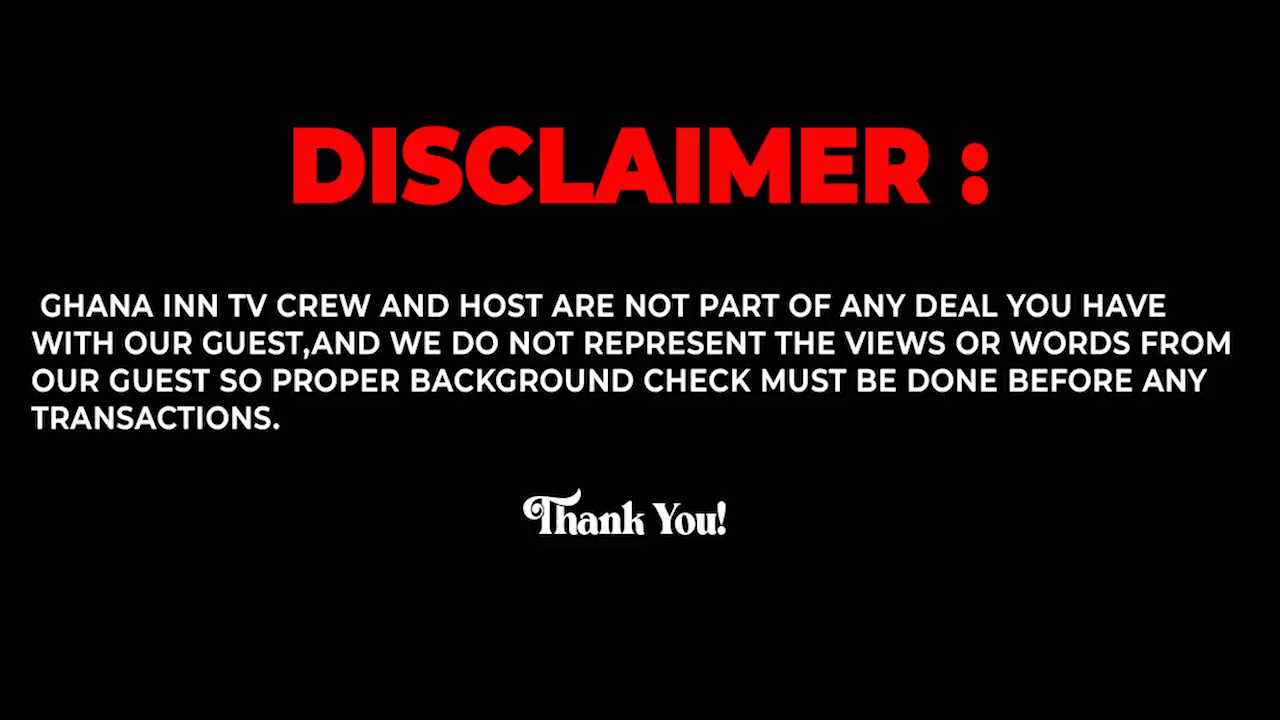 DISCLAIMER :
GHANA INN TV CREW AND HOST ARE NOT PART OF ANY DEAL YOU HAVE
WITH OUR GUEST,AND WE DO NOT REPRESENT THE VIEWS OR WORDS FROM
OUR GUEST SO PROPER BACKGROUND CHECK MUST BE DONE BEFORE ANY
TRANSACTIONS.
Thank You!